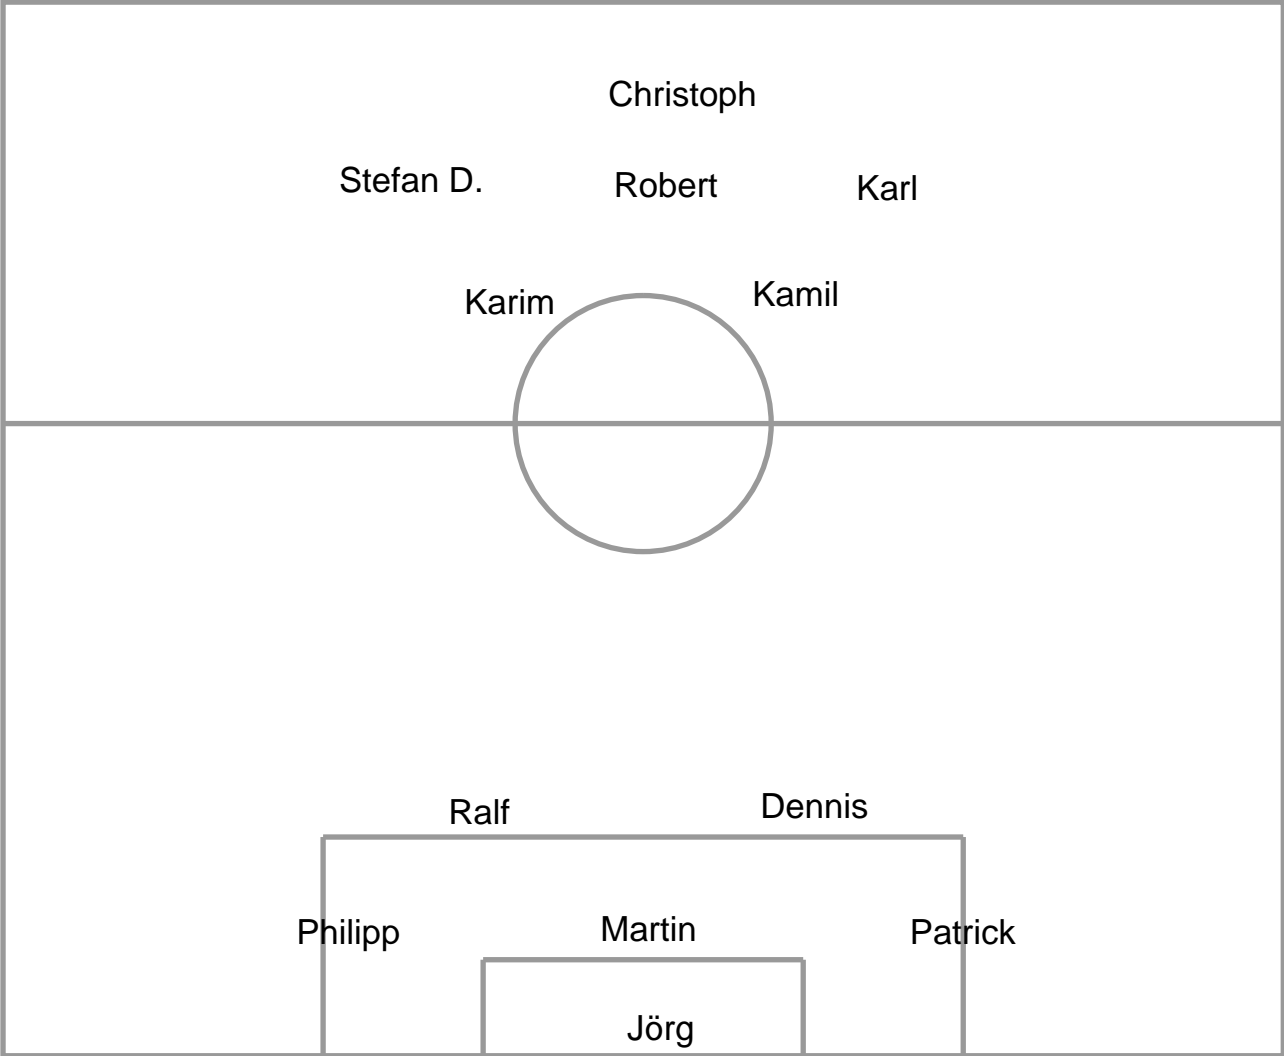 Christoph
Stefan D.
Robert
Karl
Karim
Kamil
Ralf
Dennis
Philipp
Martin
Patrick
Jörg